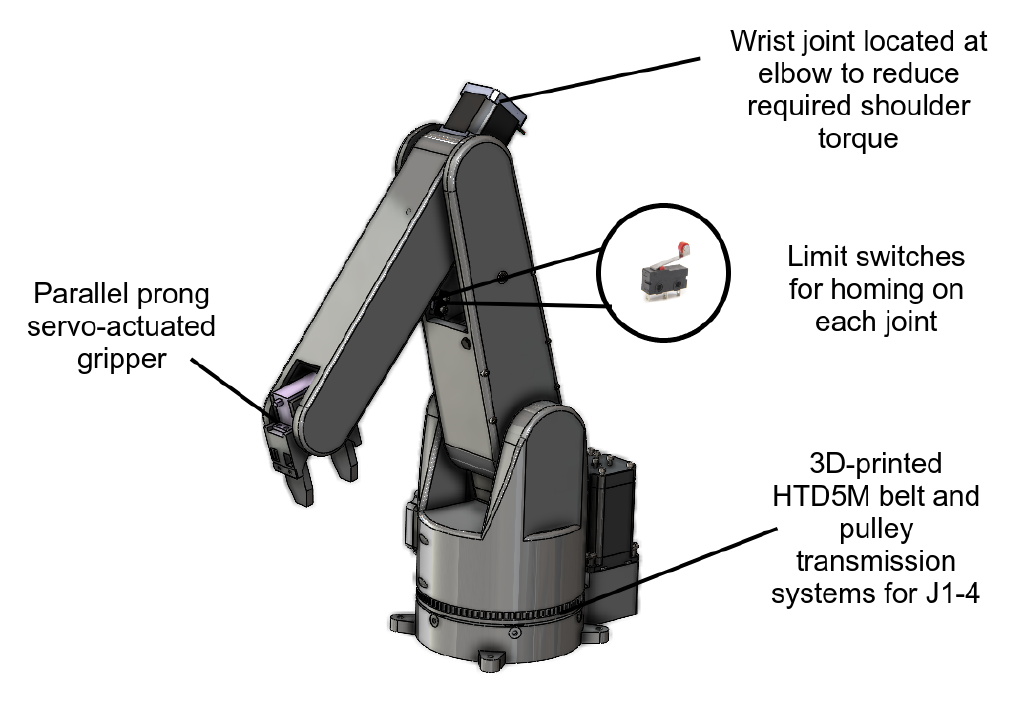 Wrist joint located at
elbow to reduce
required shoulder
torque
Limit switches
for homing on
each joint
Parallel prong
servo-actuated
gripper
3D-printed
HTD5M belt and
pulley
transmission
systems for J1-4